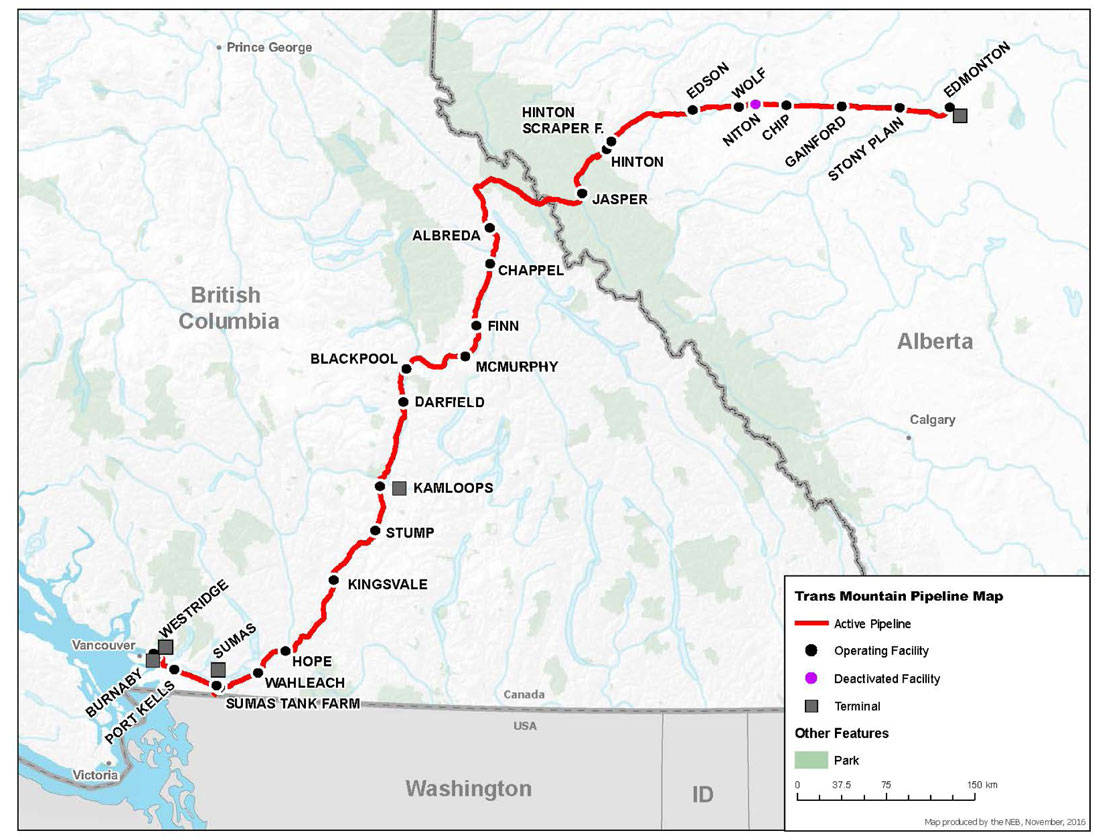 Prince George
EDMONTON
EDSON
WOLF
HINTON
SCRAPER F.
NITON
CHIP
GAINFORD
STONY PLAIN
HINTON
JASPER
ALBREDA
CHAPPEL
British
Columbia
FINN
Alberta
BLACKPOOL
MCMURPHY
DARFIELD
Calgary
KAMLOOPS
STUMP
KINGSVALE
WESTRIDGE
SUMAS
Vancouver
HOPE
WAHLEACH
BURNABY
PORT KELLS
SUMAS TANK FARM
Canada
USA
Victoria
Washington
ID
Trans Mountain Pipeline Map
Active Pipeline
Operating Facility
Deactivated Facility
Terminal
Other Features
Park
0 37.5 75 150 km
Map produced by the NEB, November, 2016